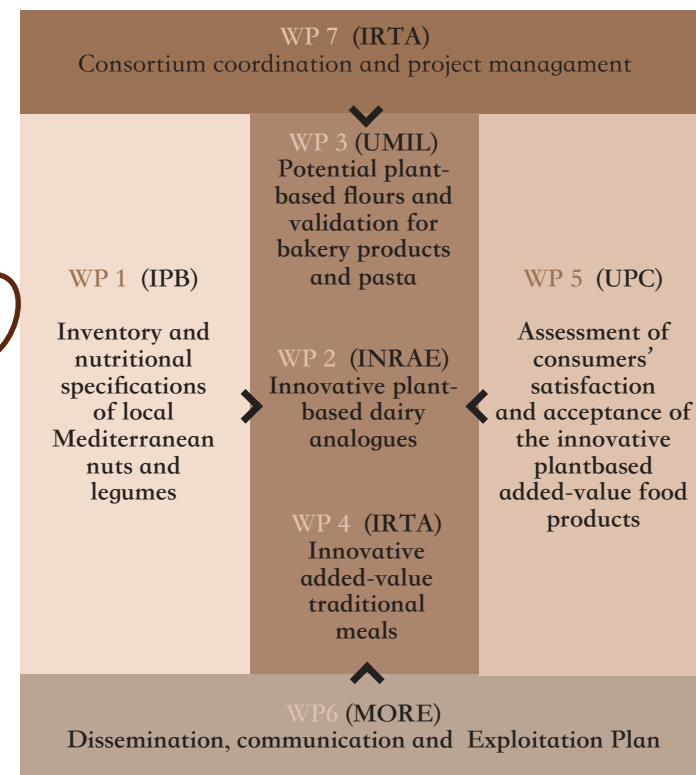 WP 7 (IRTA)
Consortium coordination and project managament
WP 1 (IPB)
Inventory and
nutritional
specifications
of local
Mediterranean
nuts and
legumes
WP 3 (UMIL)
Potential plant-
based flours and
validation for
bakery products
and pasta
WP 2 (INRAE)
Innovative plant-
based dairy
analogues
WP 4 (IRTA)
Innovative
added-value
traditional
meals
WP 5 (UPC)
Assessment of
consumers’
satisfaction
and acceptance of
the innovative
plantbased
added-value food
products
WP6 (MORE)
Dissemination, communication and Exploitation Plan